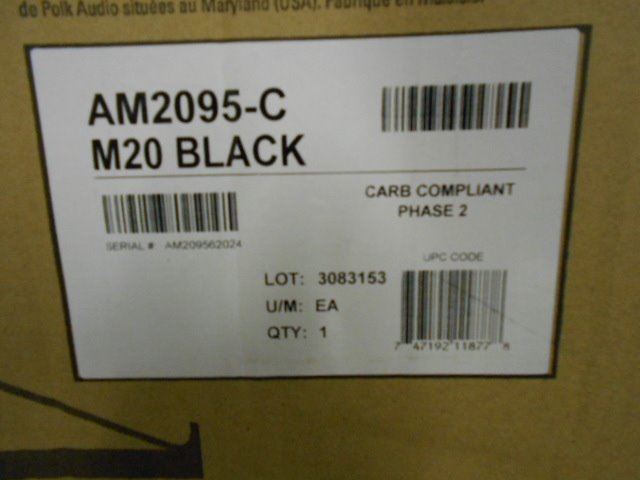 de Polk Audio situées au Maryland (USA). Fabriqué en
AM2095-C
M20 BLACK
CARB COMPLIANT
PHASE 2
SERIAL # AM209562024
UPC CODE
LOT: 3083153
U/M: EA
QTY: 1
7 47192 11877 8